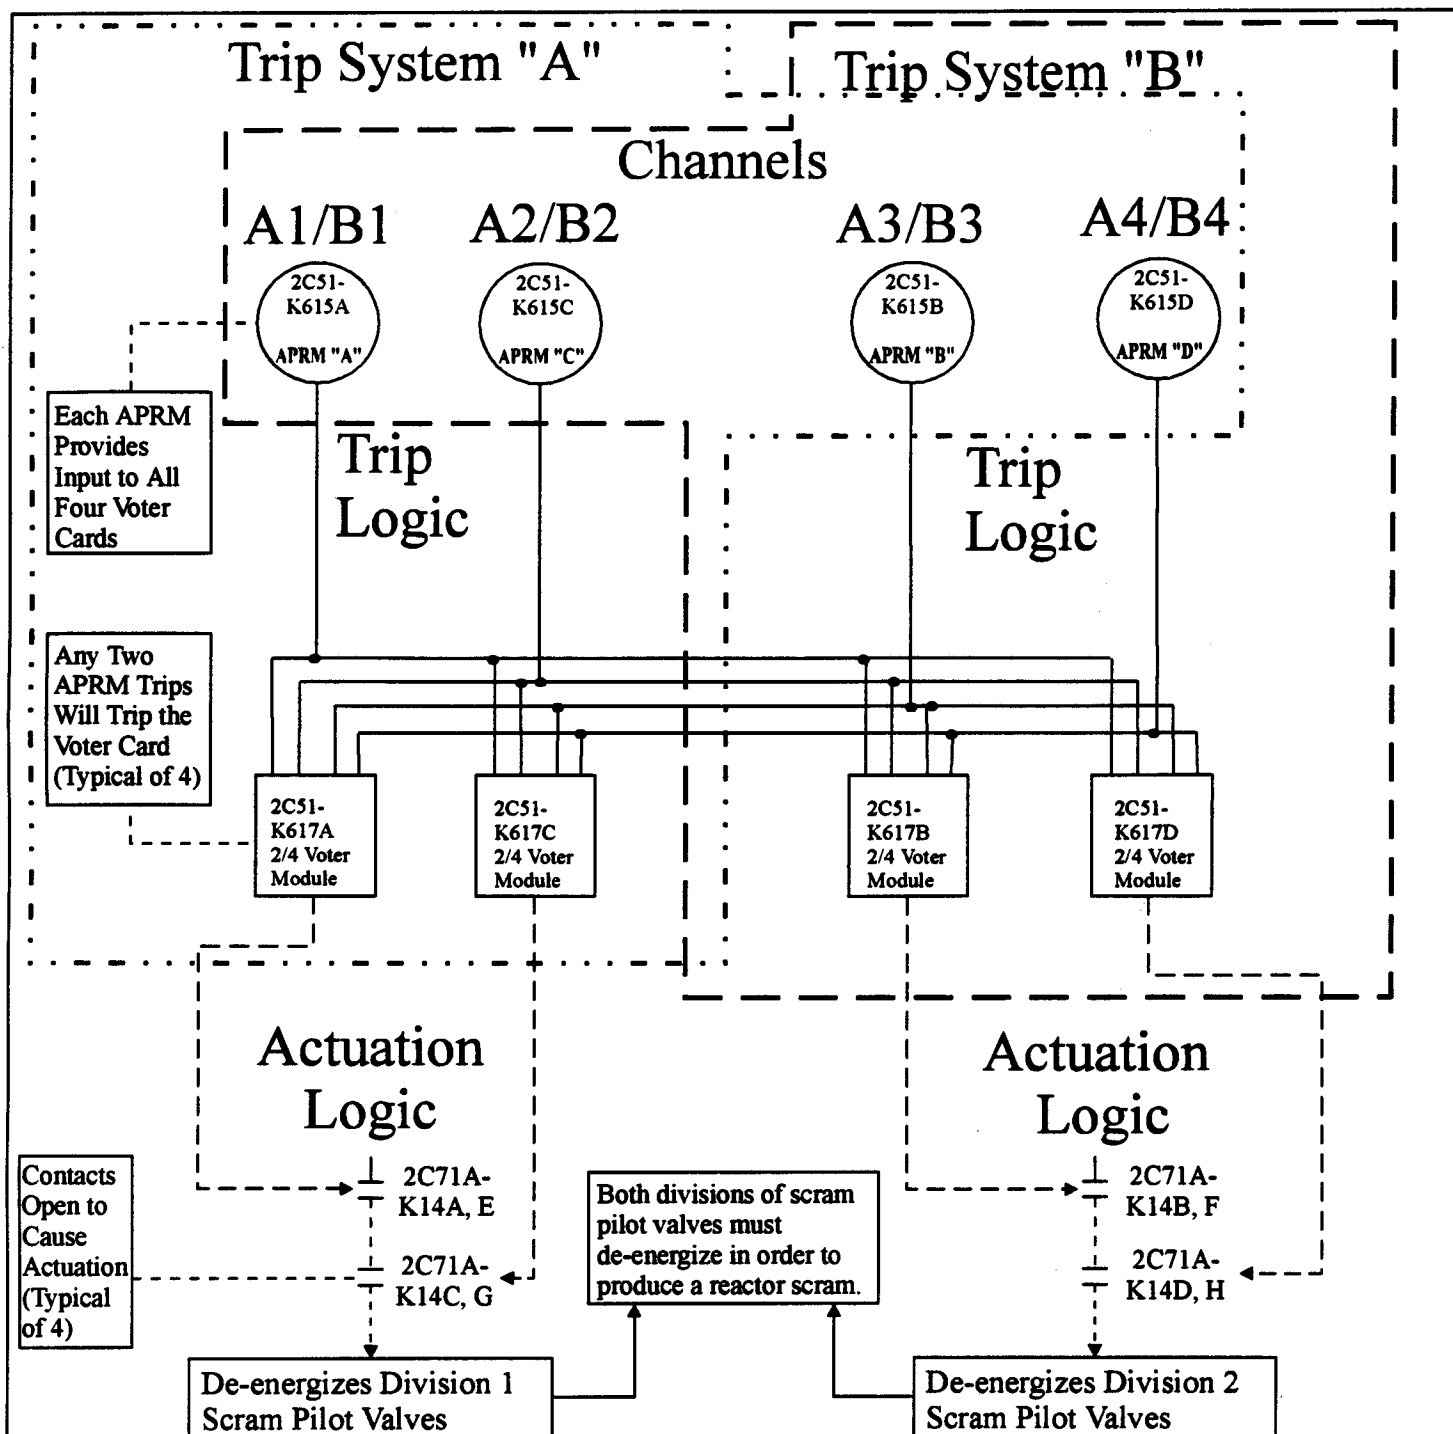 Trip System "A"
Trip System "B"
Channels
A1/B1
A2/B2
A3/B3
A4/B4
2C51-
K615A
APRM "A"
2C51-
K615C
APRM "C"
2C51-
K615B
APRM "B"
2C51-
K615D
APRM "D"
Each APRM
Provides
Input to All
Four Voter
Cards
Trip
Logic
Trip
Logic
Any Two
APRM Trips
Will Trip the
Voter Card
(Typical of 4)
2C51-
K617A
2/4 Voter
Module
2C51-
K617C
2/4 Voter
Module
2C51-
K617B
2/4 Voter
Module
2C51-
K617D
2/4 Voter
Module
Actuation
Logic
Actuation
Logic
Contacts
Open to
Cause
Actuation
(Typical
of 4)
2C71A-
K14A, E
2C71A-
K14C, G
Both divisions of scram
pilot valves must
de-energize in order to
produce a reactor scram.
2C71A-
K14B, F
2C71A-
K14D, H
De-energizes Division 1
Scram Pilot Valves
De-energizes Division 2
Scram Pilot Valves